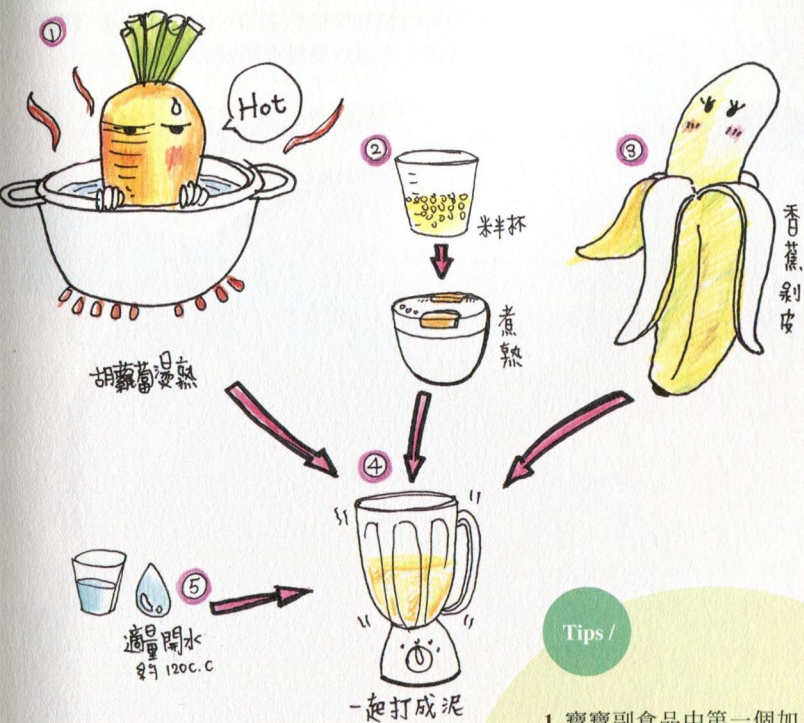 ①
Hot
胡蘿蔔燙熟
②
米半杯
煮熟
③
香蕉剝皮
④
一起打成泥
⑤
適量開水
約 120 C.C
Tips /
1 寶寶副食品中第一個加